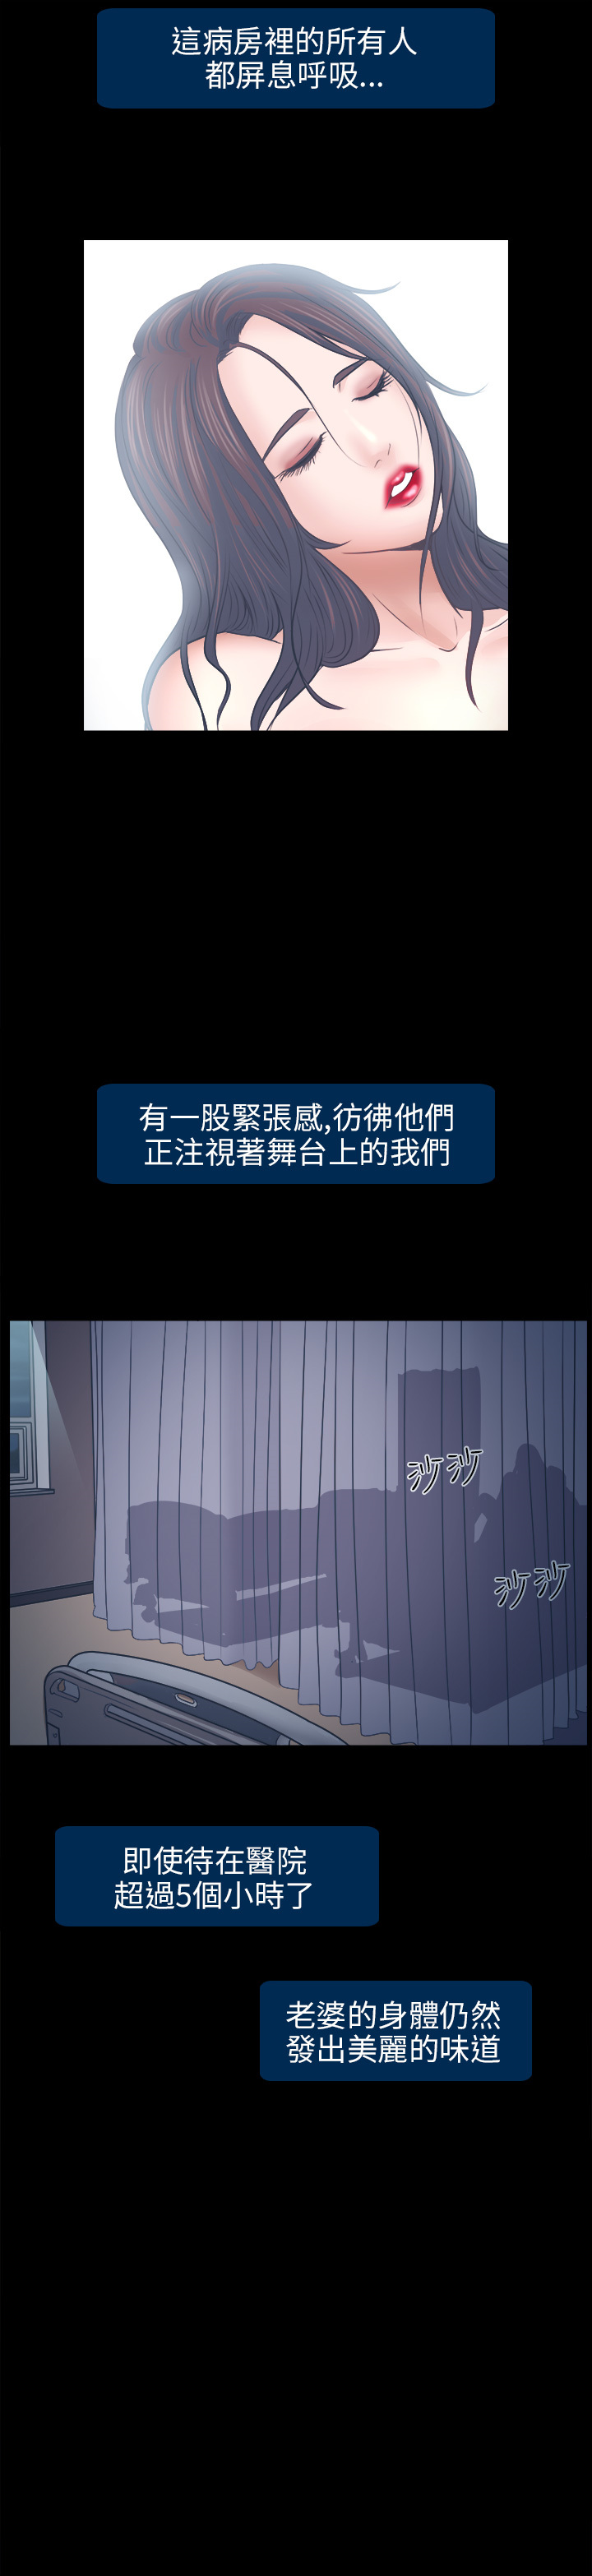 這病房裡的所有人
都屏息呼吸...
有一股緊張感,彷彿他們
正注視著舞台上的我們
沙沙
沙沙
即使待在醫院
超過5個小時了
老婆的身體仍然
發出美麗的味道